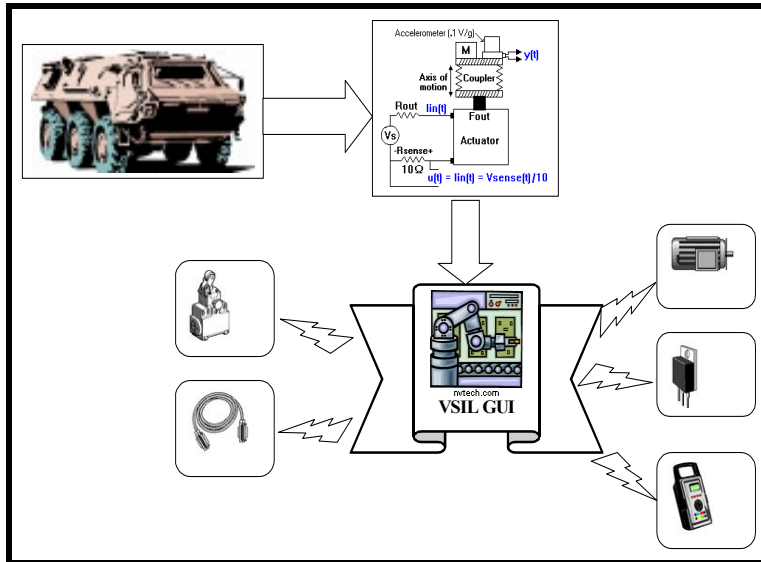 Accelerometer (.1 V/g)
M
y(t)
Axis of
motion
Coupler
Rout
Iin(t)
Fout
Vs
Actuator
-Rsense+
10Ω
u(t) = Iin(t) = Vsense(t)/10
nvtech.com
VSIL GUI